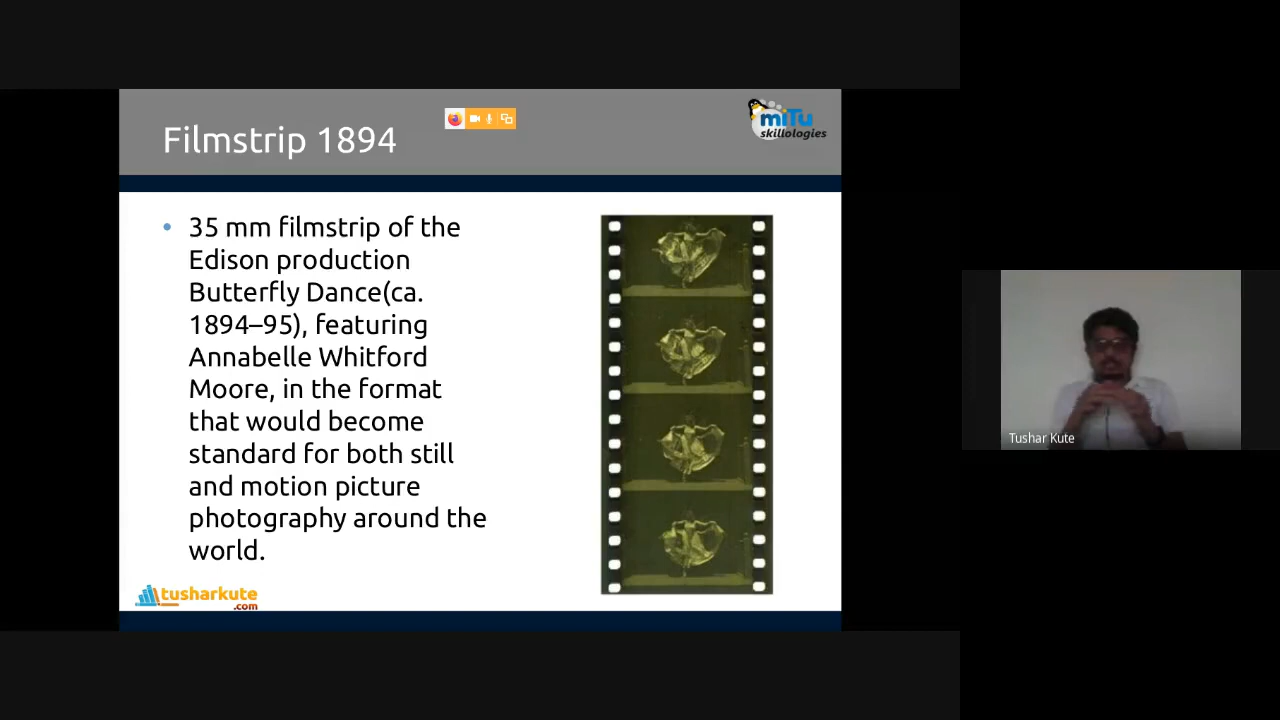 Filmstrip 1894
miTu
skillologies
• 35 mm filmstrip of the
Edison production
Butterfly Dance(ca.
1894–95), featuring
Annabelle Whitford
Moore, in the format
that would become
standard for both still
and motion picture
photography around the
world.
tusharkute
.com
Tushar Kute